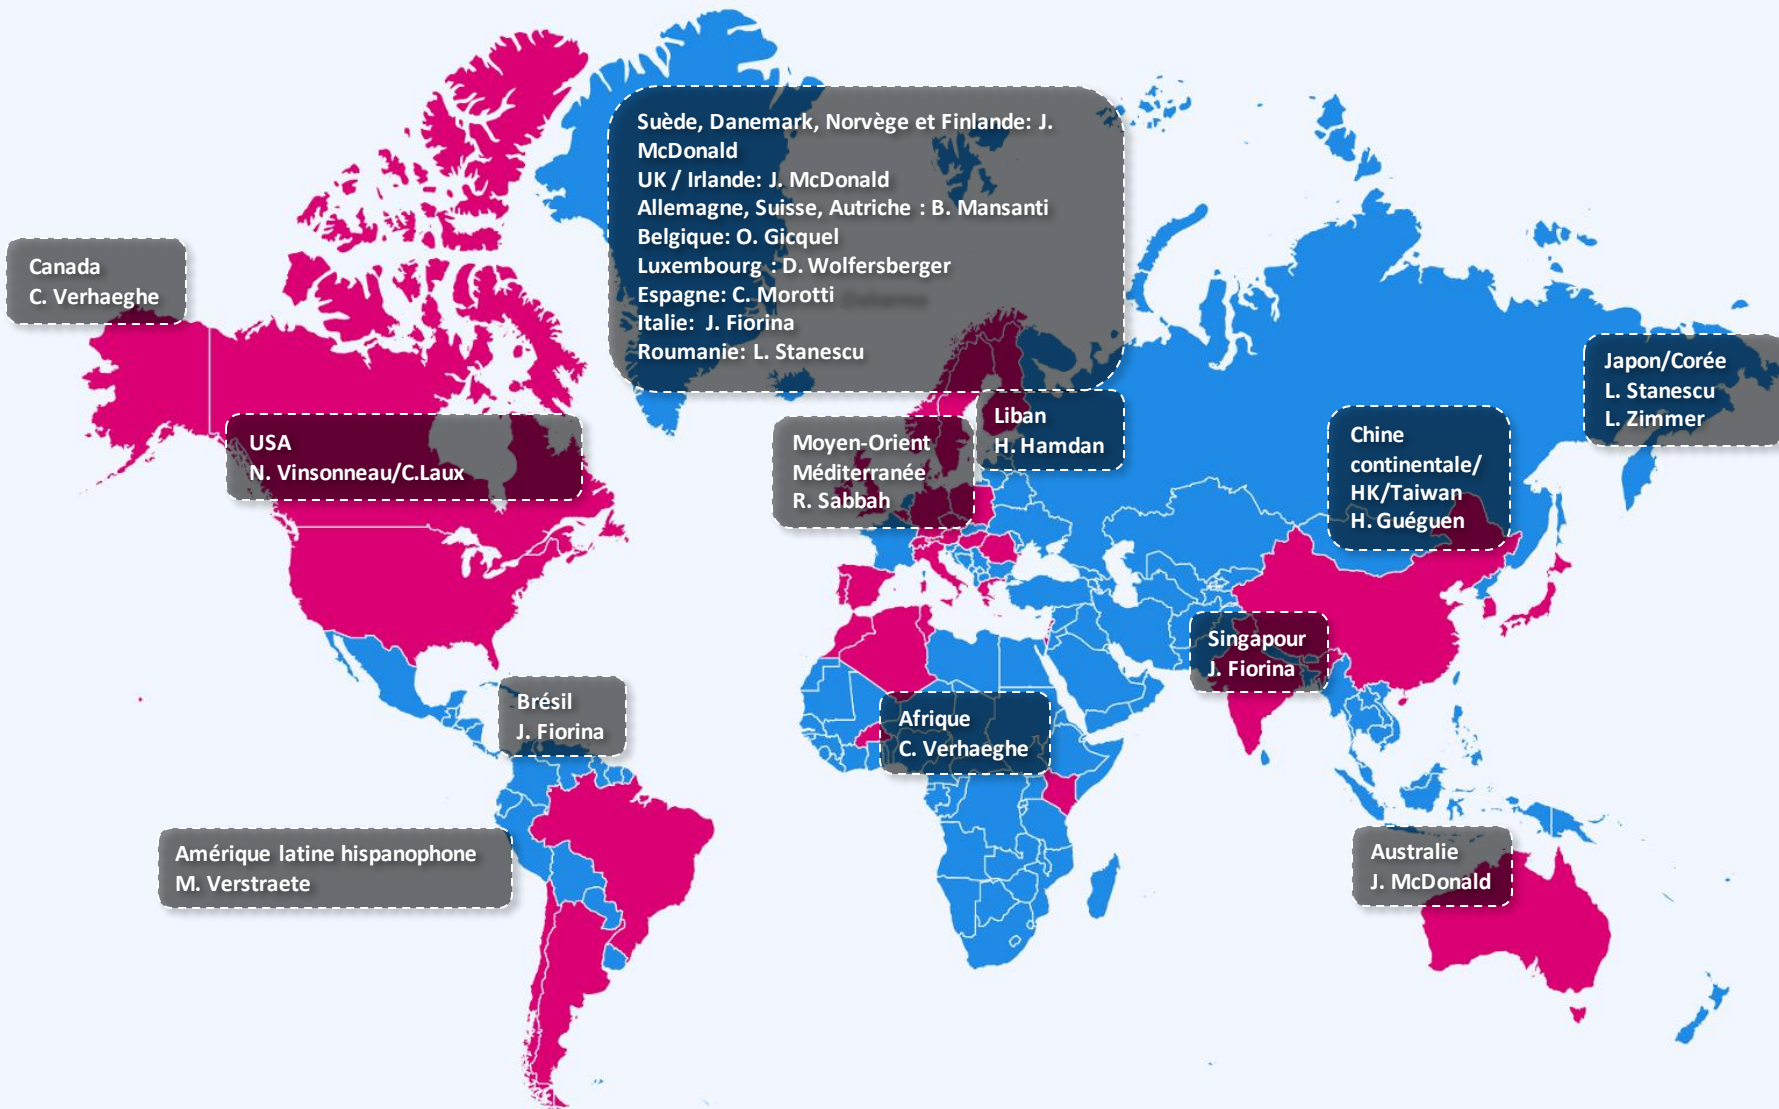 Suède, Danemark, Norvège et Finlande: J.
McDonald
UK / Irlande: J. McDonald
Allemagne, Suisse, Autriche : B. Mansanti
Belgique: O. Gicquel
Luxembourg : D. Wolfersberger
Espagne: C. Morotti
Italie: J. Fiorina
Roumanie: L. Stanescu
Canada
C. Verhaeghe
USA
N. Vinsonneau/C.Laux
Moyen-Orient
Méditerranée
R. Sabbah
Liban
H. Hamdan
Chine
continentale/
HK/Taiwan
H. Guéguen
Japon/Corée
L. Stanescu
L. Zimmer
Singapour
J. Fiorina
Brésil
J. Fiorina
Afrique
C. Verhaeghe
Amérique latine hispanophone
M. Verstraete
Australie
J. McDonald